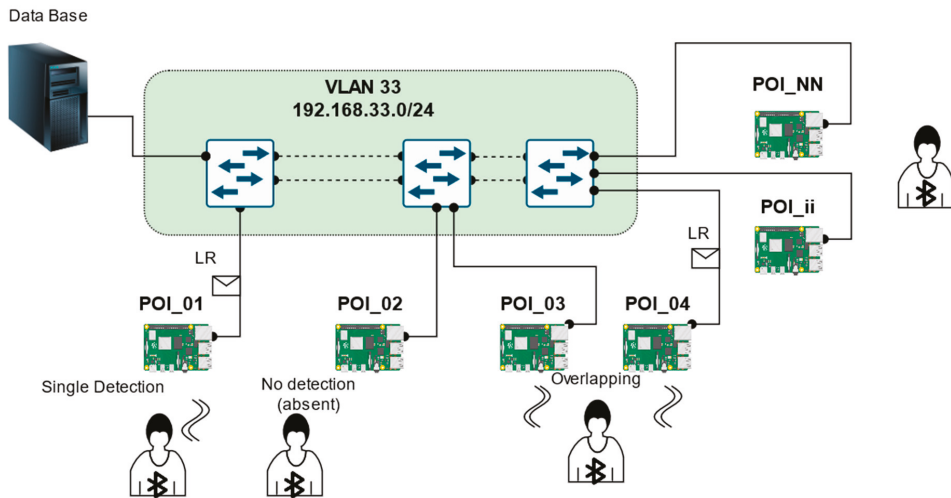 Data Base
VLAN 33
192.168.33.0/24
POI_NN
POI_ii
LR
LR
POI_01
POI_02
POI_03
POI_04
Single Detection
No detection
(absent)
Overlapping